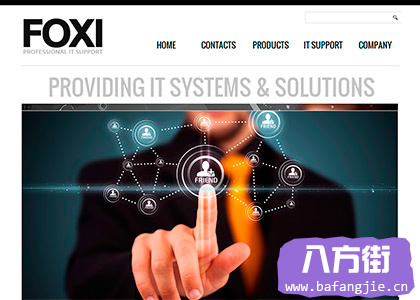 FOXI
PROFESSIONAL IT SUPPORT
HOME CONTACTS PRODUCTS IT SUPPORT COMPANY
PROVIDING IT SYSTEMS & SOLUTIONS
FRIEND
FRIEND
八方街
www.bafangjie.cn